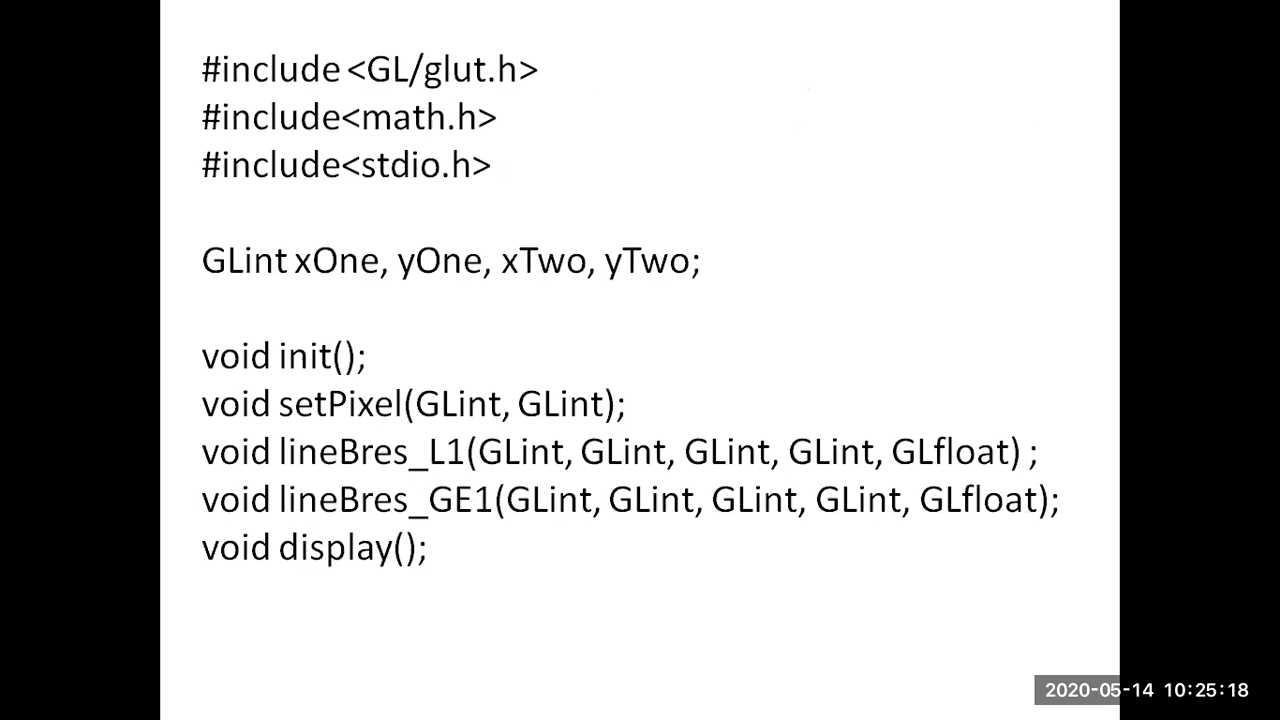 #include <GL/glut.h>
#include<math.h>
#include<stdio.h>
GLint xOne, yOne, xTwo, yTwo;
void init();
void setPixel(GLint, GLint);
void lineBres_L1(GLint, GLint, GLint, GLint, GLfloat) ;
void lineBres_GE1(GLint, GLint, GLint, GLint, GLfloat);
void display();
2020-05-14 10:25:18